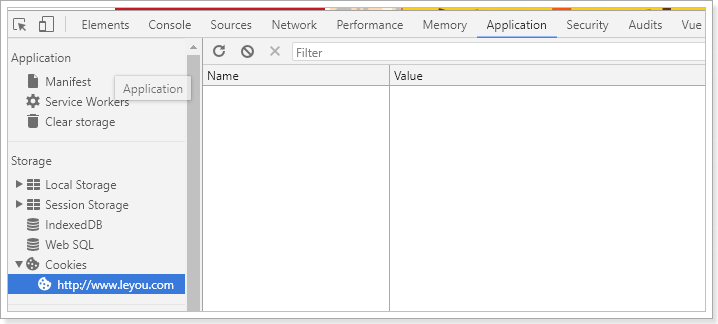 Elements Console Sources Network Performance Memory Application Security Audits Vue
Application
Manifest
Service Workers
Clear storage
Application
Storage
Local Storage
Session Storage
IndexedDB
Web SQL
Cookies
http://www.leyou.com
Filter
Name Value